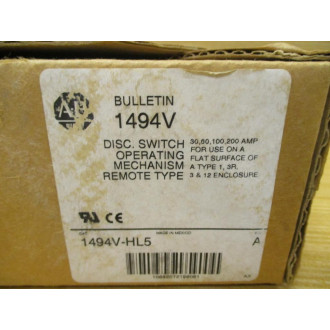 BULLETIN
1494V
DISC. SWITCH
OPERATING
MECHANISM
REMOTE TYPE
30,60,100,200 AMP
FOR USE ON A
FLAT SURFACE OF
A TYPE 1, 3R,
3 & 12 ENCLOSURE
CE
MADE IN MEXICO
1494V-HL5
A